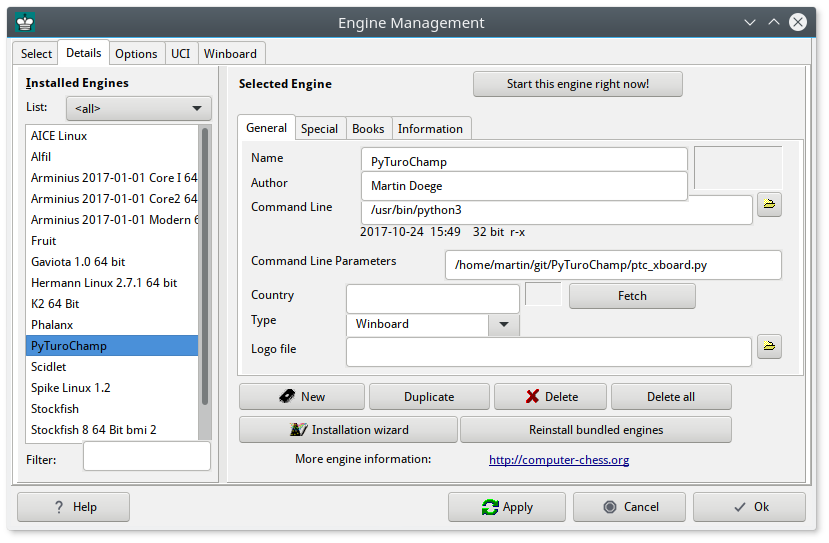 Engine Management
Select Details Options UCI Winboard
Installed Engines
List: <all>
AICE Linux
Alfil
Arminius 2017-01-01 Core I 64
Arminius 2017-01-01 Core2 64
Arminius 2017-01-01 Modern 6
Fruit
Gaviota 1.0 64 bit
Hermann Linux 2.7.1 64 bit
K2 64 Bit
Phalanx
PyTuroChamp
Scidlet
Spike Linux 1.2
Stockfish
Stockfish 8 64 Bit bmi 2
Filter:
Selected Engine Start this engine right now!
General Special Books Information
Name PyTuroChamp
Author Martin Doege
Command Line /usr/bin/python3
2017-10-24 15:49 32 bit r-x
Command Line Parameters /home/martin/git/PyTuroChamp/ptc_xboard.py
Country Fetch
Type Winboard
Logo file
New Duplicate Delete Delete all
Installation wizard Reinstall bundled engines
More engine information: http://computer-chess.org
? Help Apply Cancel Ok